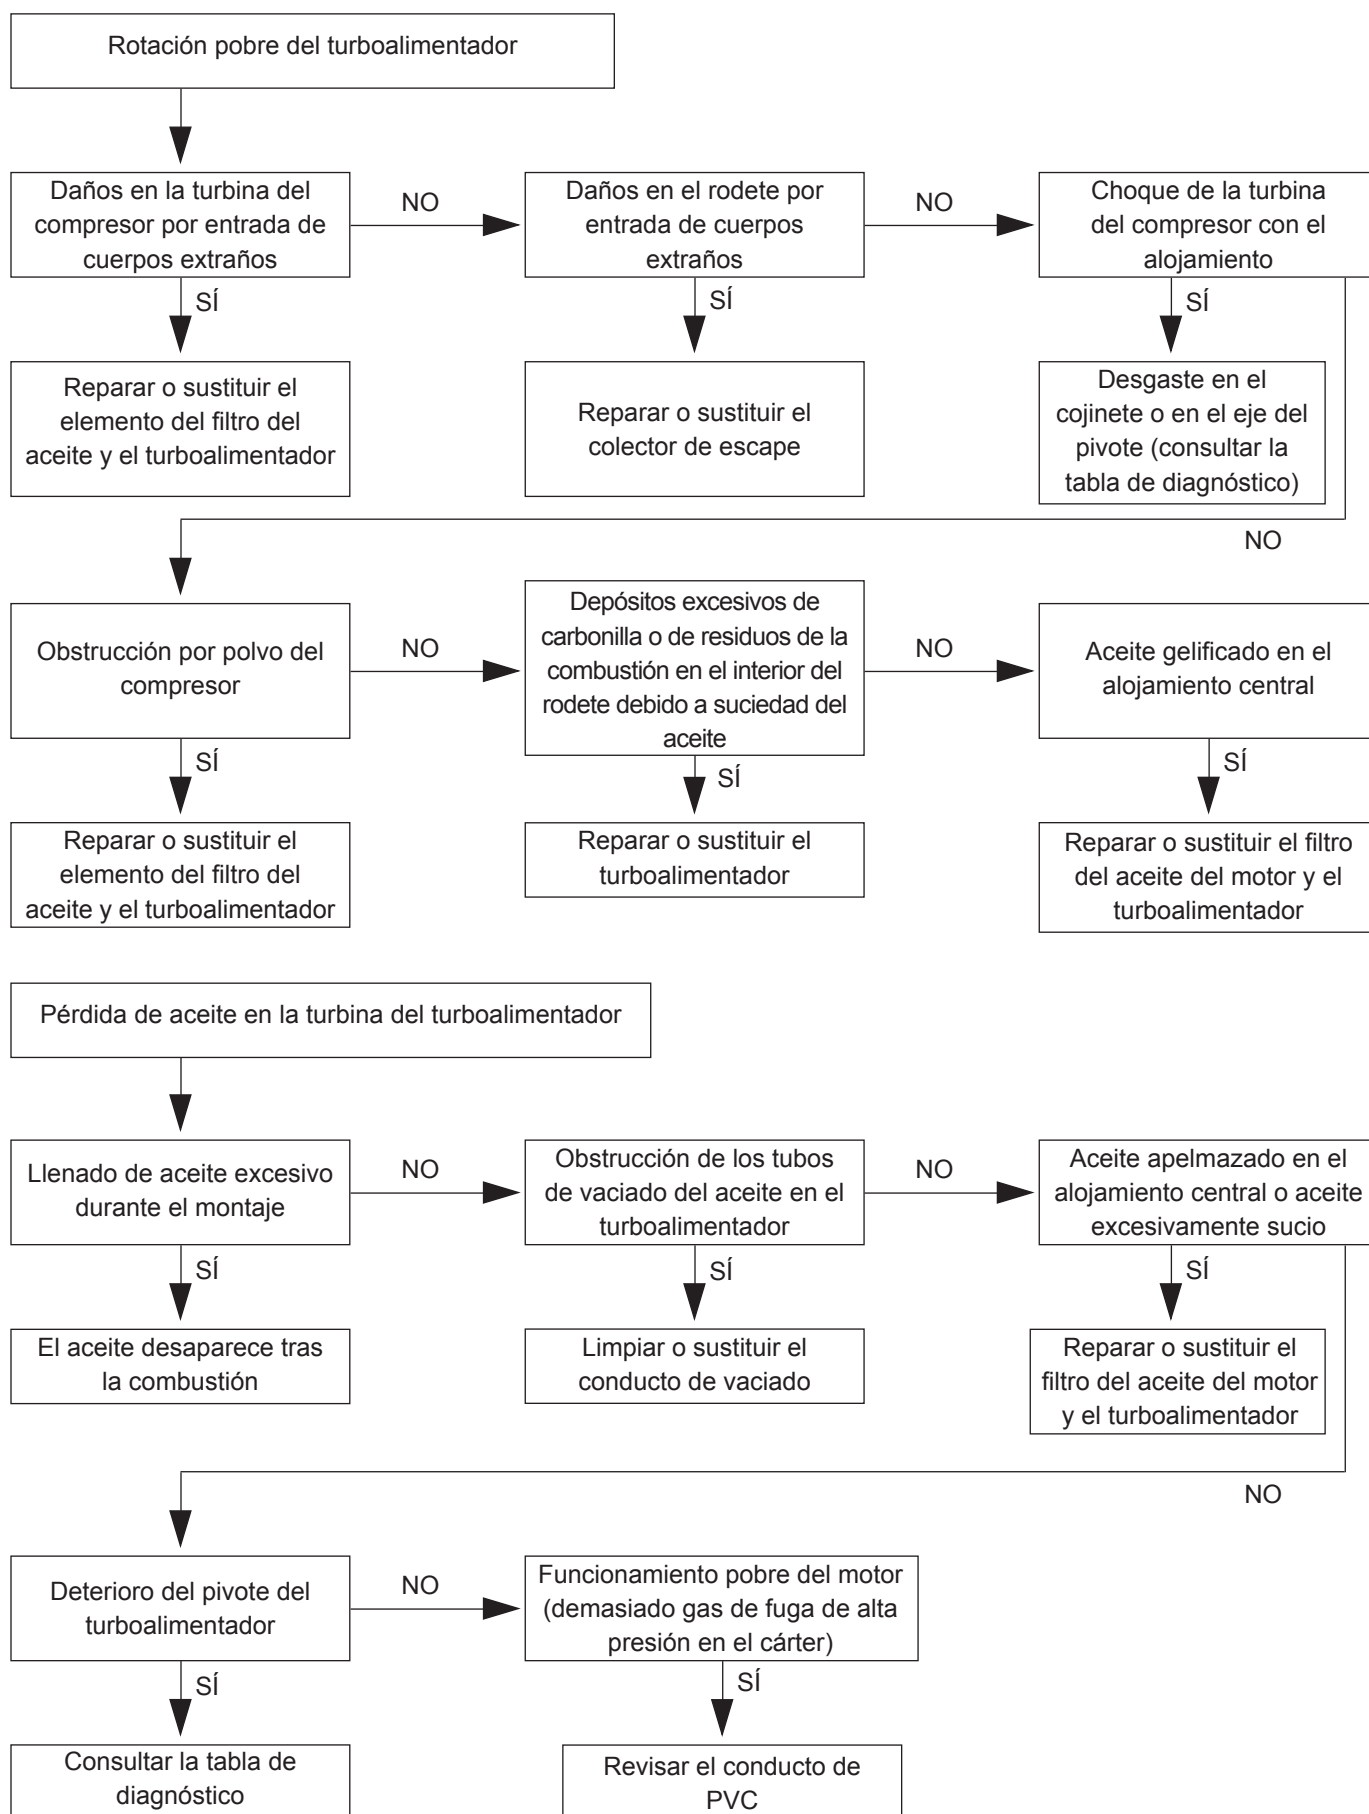 Rotación pobre del turboalimentador
Daños en la turbina del
compresor por entrada de
cuerpos extraños
NO
Daños en el rodete por
entrada de cuerpos
extraños
NO
Choque de la turbina
del compresor con el
alojamiento
SÍ
SÍ
SÍ
Reparar o sustituir el
elemento del filtro del
aceite y el turboalimentador
Reparar o sustituir el
colector de escape
Desgaste en el
cojinete o en el eje del
pivote (consultar la
tabla de diagnóstico)
NO
Obstrucción por polvo del
compresor
NO
Depósitos excesivos de
carbonilla o de residuos de la
combustión en el interior del
rodete debido a suciedad del
aceite
NO
Aceite gelificado en el
alojamiento central
SÍ
SÍ
SÍ
Reparar o sustituir el
elemento del filtro del
aceite y el turboalimentador
Reparar o sustituir el
turboalimentador
Reparar o sustituir el filtro
del aceite del motor y el
turboalimentador
Pérdida de aceite en la turbina del turboalimentador
Llenado de aceite excesivo
durante el montaje
NO
Obstrucción de los tubos
de vaciado del aceite en el
turboalimentador
NO
Aceite apelmazado en el
alojamiento central o aceite
excesivamente sucio
SÍ
SÍ
SÍ
El aceite desaparece tras
la combustión
Limpiar o sustituir el
conducto de vaciado
Reparar o sustituir el
filtro del aceite del motor
y el turboalimentador
NO
Deterioro del pivote del
turboalimentador
NO
Funcionamiento pobre del motor
(demasiado gas de fuga de alta
presión en el cárter)
SÍ
SÍ
Consultar la tabla de
diagnóstico
Revisar el conducto de
PVC